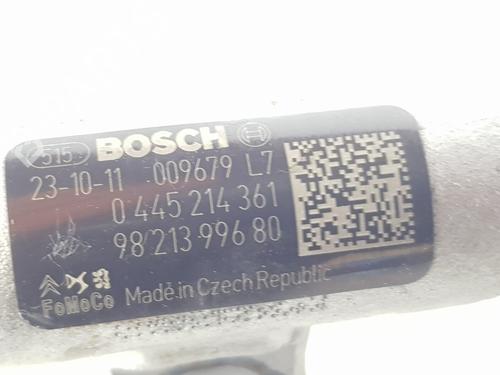 515 BOSCH
23-10-11 009679 L7
0 445 214 361
98 213 996 80
FoMoCo Made in Czech Republic